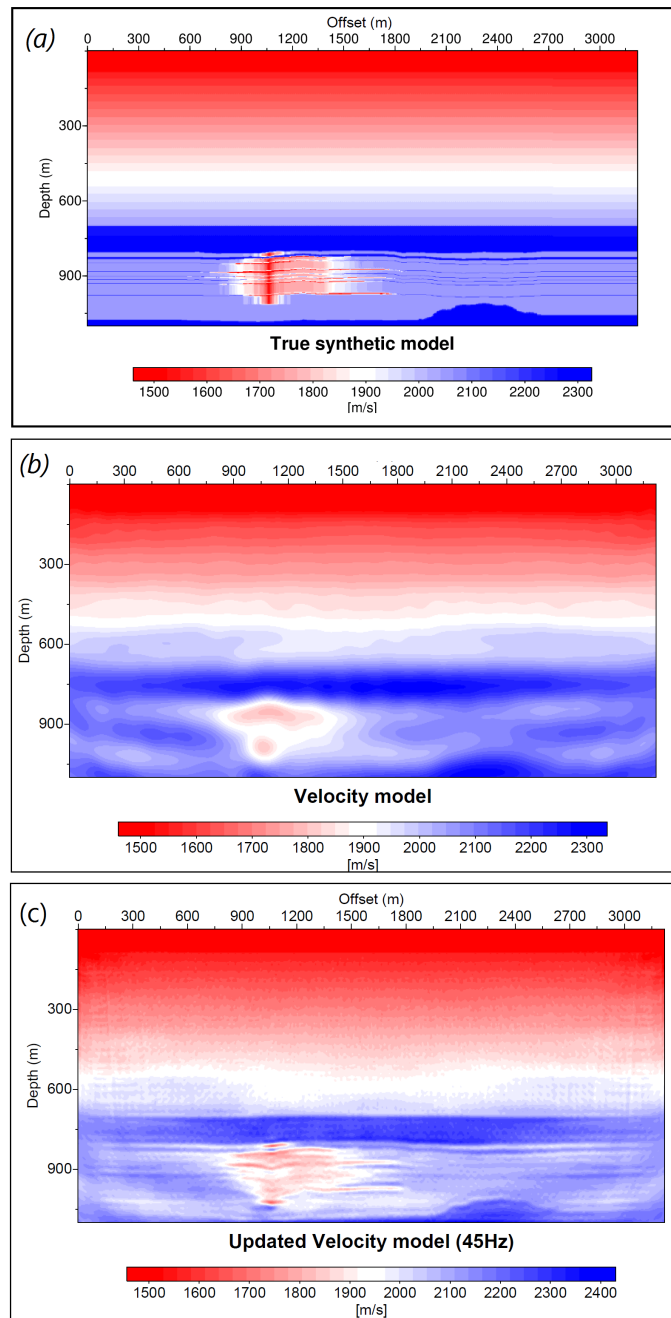 (a)
Offset (m)
0 300 600 900 1200 1500 1800 2100 2400 2700 3000
Depth (m)
300
600
900
True synthetic model
1500 1600 1700 1800 1900 2000 2100 2200 2300
[m/s]
(b)
0 300 600 900 1200 1500 1800 2100 2400 2700 3000
Depth (m)
300
600
900
Velocity model
1500 1600 1700 1800 1900 2000 2100 2200 2300
[m/s]
(c)
Offset (m)
0 300 600 900 1200 1500 1800 2100 2400 2700 3000
Depth (m)
300
600
900
Updated Velocity model (45Hz)
1500 1600 1700 1800 1900 2000 2100 2200 2300 2400
[m/s]